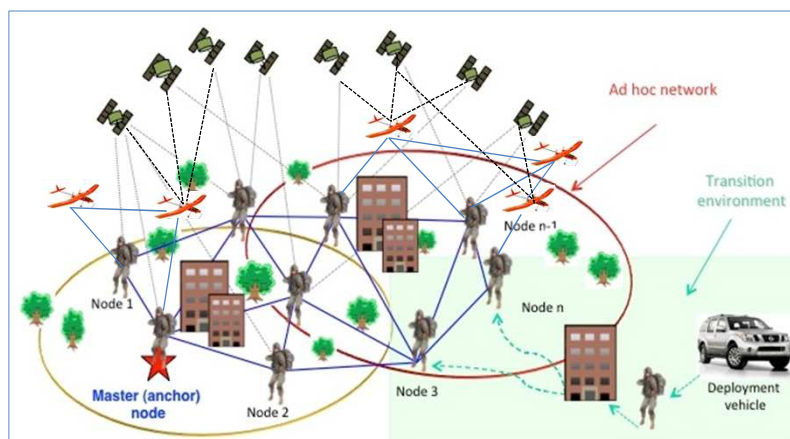 Ad hoc network
Transition
environment
Node n-1
Node 1
Node n
Master (anchor)
node
Node 2
Node 3
Deployment
vehicle